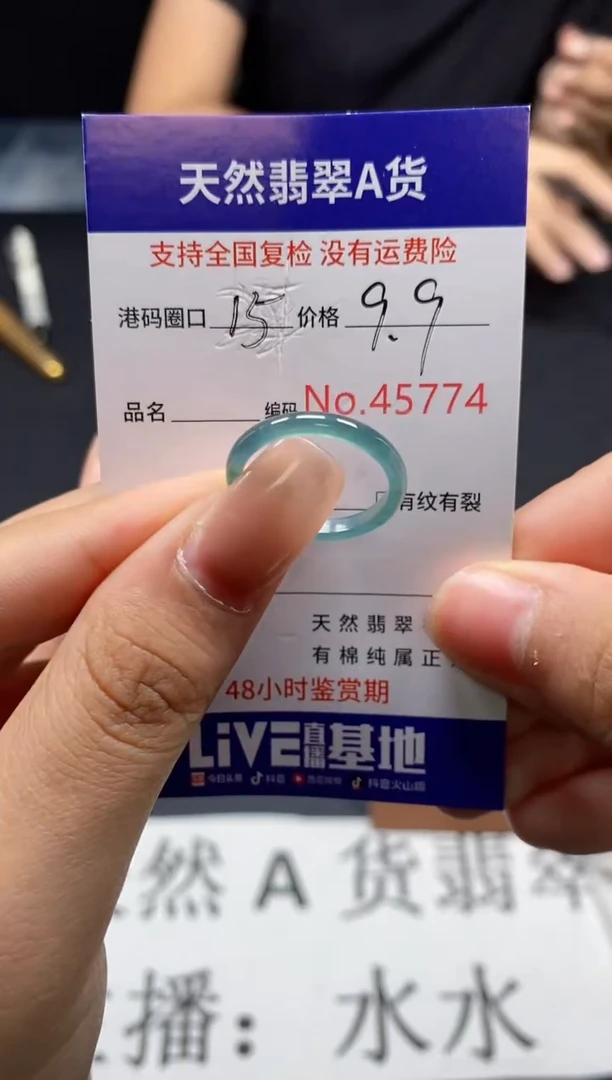 天然翡翠A货
支持全国复检 没有运费险
港码圈口 15 价格 9.9
品名 编码 No.45774
有纹有裂
天然翡翠
有棉纯属正
48小时鉴赏期
LiVE直播基地
今日头条 抖音 西瓜视频 抖音火山版
然 A 货翡翠
播：水水